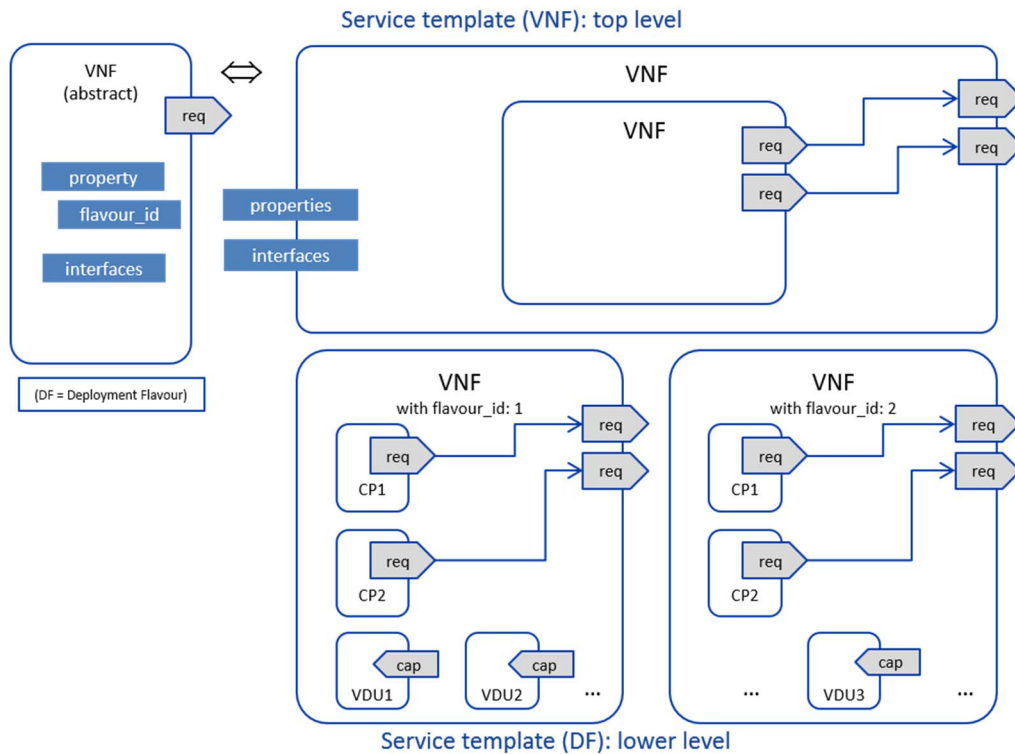 Service template (VNF): top level
VNF
(abstract)
req
property
flavour_id
interfaces
(DF = Deployment Flavour)
VNF
properties
interfaces
VNF
req
req
req
req
VNF
with flavour_id: 1
req
req
req
CP1
req
CP2
cap
VDU1
cap
VDU2
...
VNF
with flavour_id: 2
req
req
req
CP1
req
CP2
...
cap
VDU3
...
Service template (DF): lower level